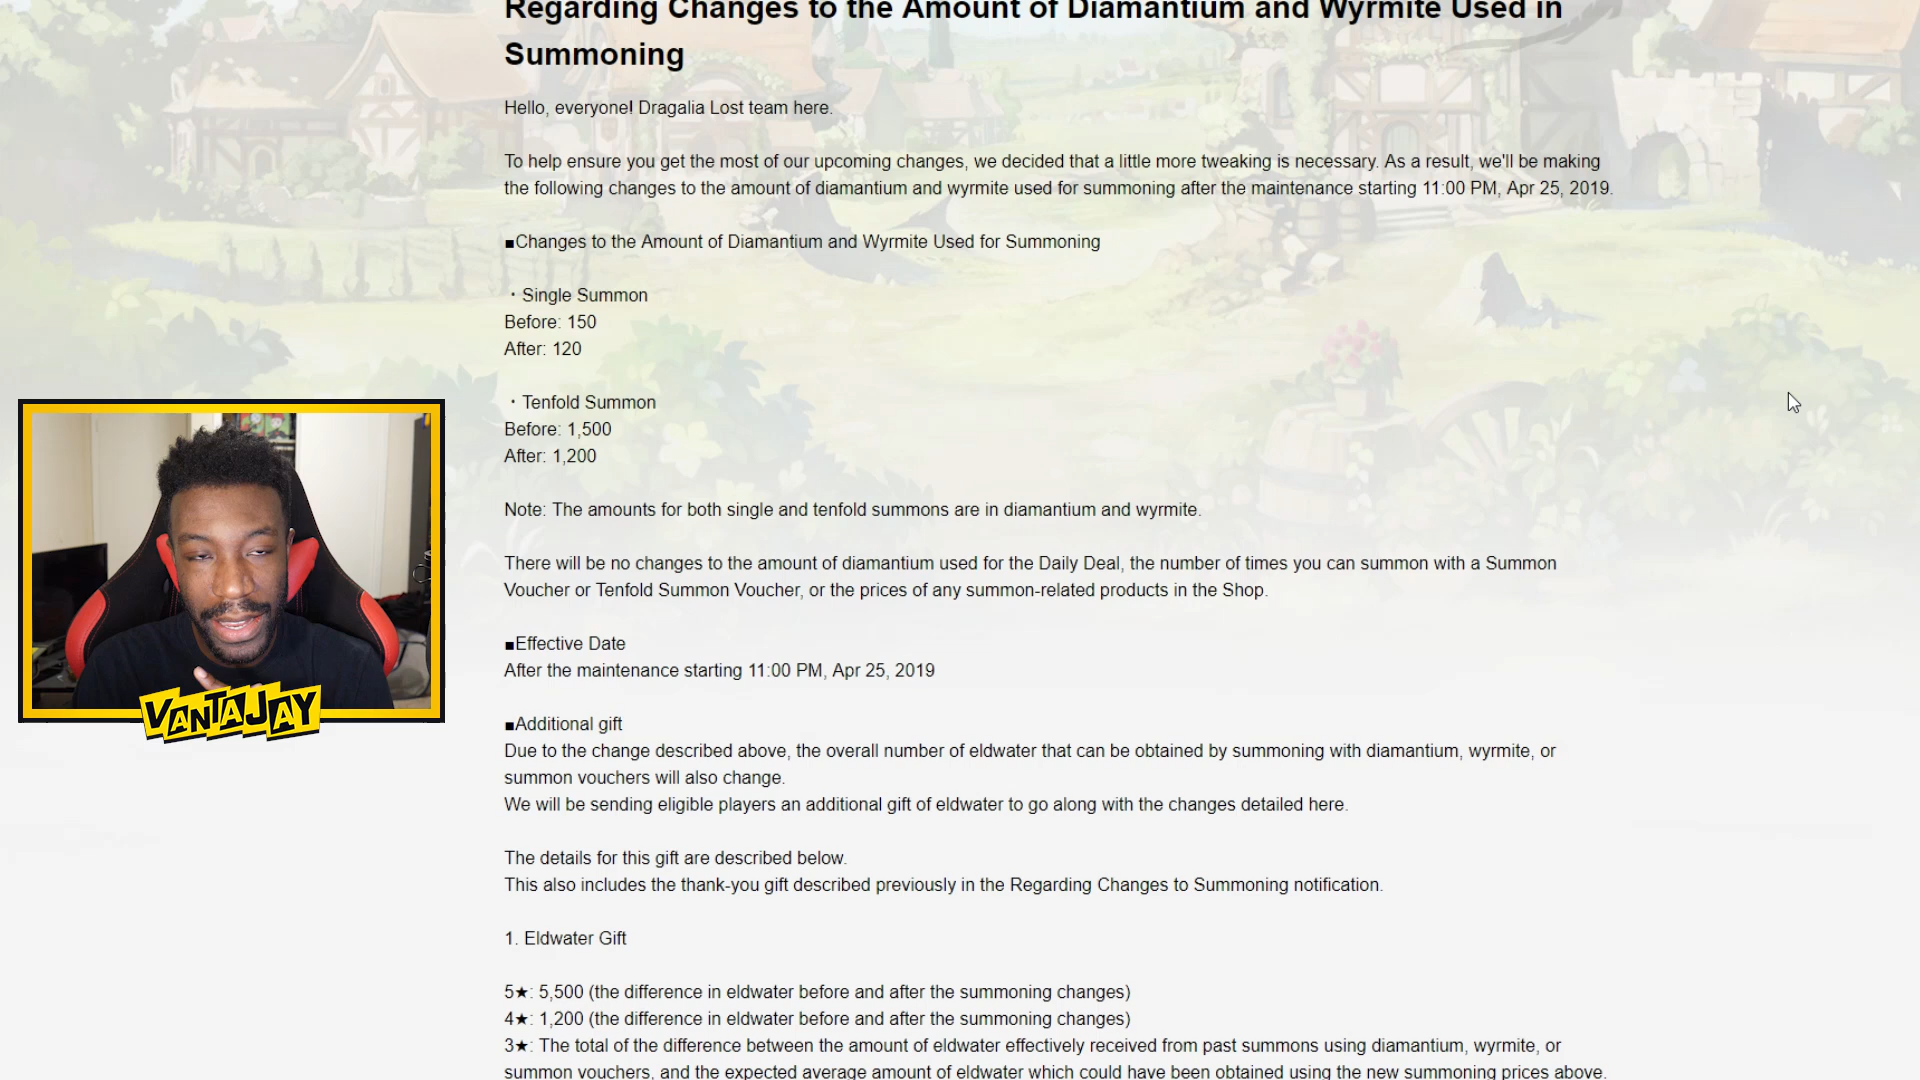 Regarding Changes to the Amount of Diamantium and Wyrmite Used in
Summoning
Hello, everyone! Dragalia Lost team here.
To help ensure you get the most of our upcoming changes, we decided that a little more tweaking is necessary. As a result, we'll be making
the following changes to the amount of diamantium and wyrmite used for summoning after the maintenance starting 11:00 PM, Apr 25, 2019.
■Changes to the Amount of Diamantium and Wyrmite Used for Summoning
・Single Summon
Before: 150
After: 120
・Tenfold Summon
Before: 1,500
After: 1,200
Note: The amounts for both single and tenfold summons are in diamantium and wyrmite.
There will be no changes to the amount of diamantium used for the Daily Deal, the number of times you can summon with a Summon
Voucher or Tenfold Summon Voucher, or the prices of any summon-related products in the Shop.
■Effective Date
After the maintenance starting 11:00 PM, Apr 25, 2019
VANTAJAY
■Additional gift
Due to the change described above, the overall number of eldwater that can be obtained by summoning with diamantium, wyrmite, or
summon vouchers will also change.
We will be sending eligible players an additional gift of eldwater to go along with the changes detailed here.
The details for this gift are described below.
This also includes the thank-you gift described previously in the Regarding Changes to Summoning notification.
1. Eldwater Gift
5★: 5,500 (the difference in eldwater before and after the summoning changes)
4★: 1,200 (the difference in eldwater before and after the summoning changes)
3★: The total of the difference between the amount of eldwater effectively received from past summons using diamantium, wyrmite, or
summon vouchers, and the expected average amount of eldwater which could have been obtained using the new summoning prices above.